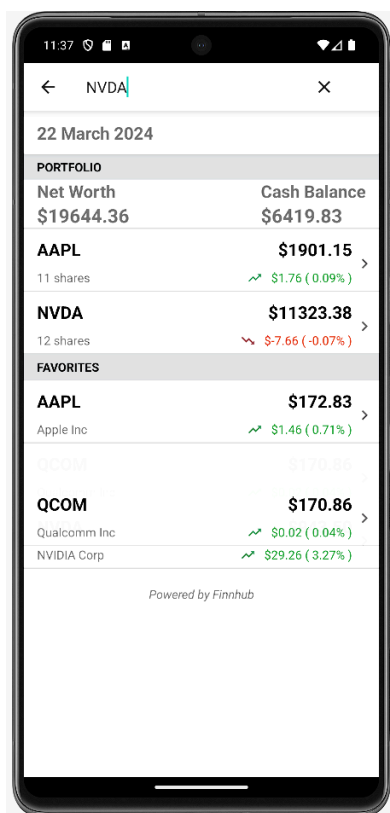 11:37
NVDA
22 March 2024
PORTFOLIO
Net Worth Cash Balance
$19644.36 $6419.83
AAPL $1901.15
11 shares $1.76 ( 0.09% )
NVDA $11323.38
12 shares $-7.66 ( -0.07% )
FAVORITES
AAPL $172.83
Apple Inc $1.46 ( 0.71% )
QCOM $170.86
QCOM $170.86
Qualcomm Inc $0.02 ( 0.04% )
NVIDIA Corp $29.26 ( 3.27% )
Powered by Finnhub